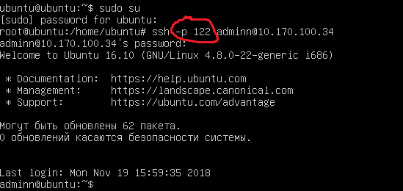 ubuntu@ubuntu:~$ sudo su
[sudo] password for ubuntu:
root@ubuntu:/home/ubuntu# ssh -p 122 adminn@10.170.100.34
adminn@10.170.100.34's password:
Welcome to Ubuntu 16.10 (GNU/Linux 4.8.0-22-generic i686)
* Documentation: https://help.ubuntu.com
* Management: https://landscape.canonical.com
* Support: https://ubuntu.com/advantage
Могут быть обновлены 62 пакета.
0 обновлений касаются безопасности системы.
Last login: Mon Nov 19 15:59:35 2018
adminn@ubuntu:~$